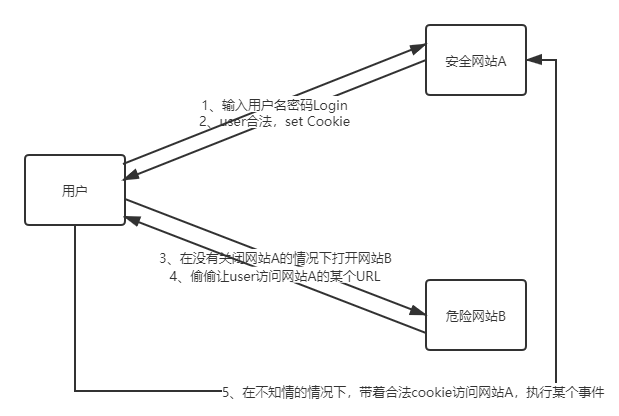 安全网站A
1、输入用户名密码Login
2、user合法，set Cookie
用户
3、在没有关闭网站A的情况下打开网站B
4、偷偷让user访问网站A的某个URL
危险网站B
5、在不知情的情况下，带着合法cookie访问网站A，执行某个事件